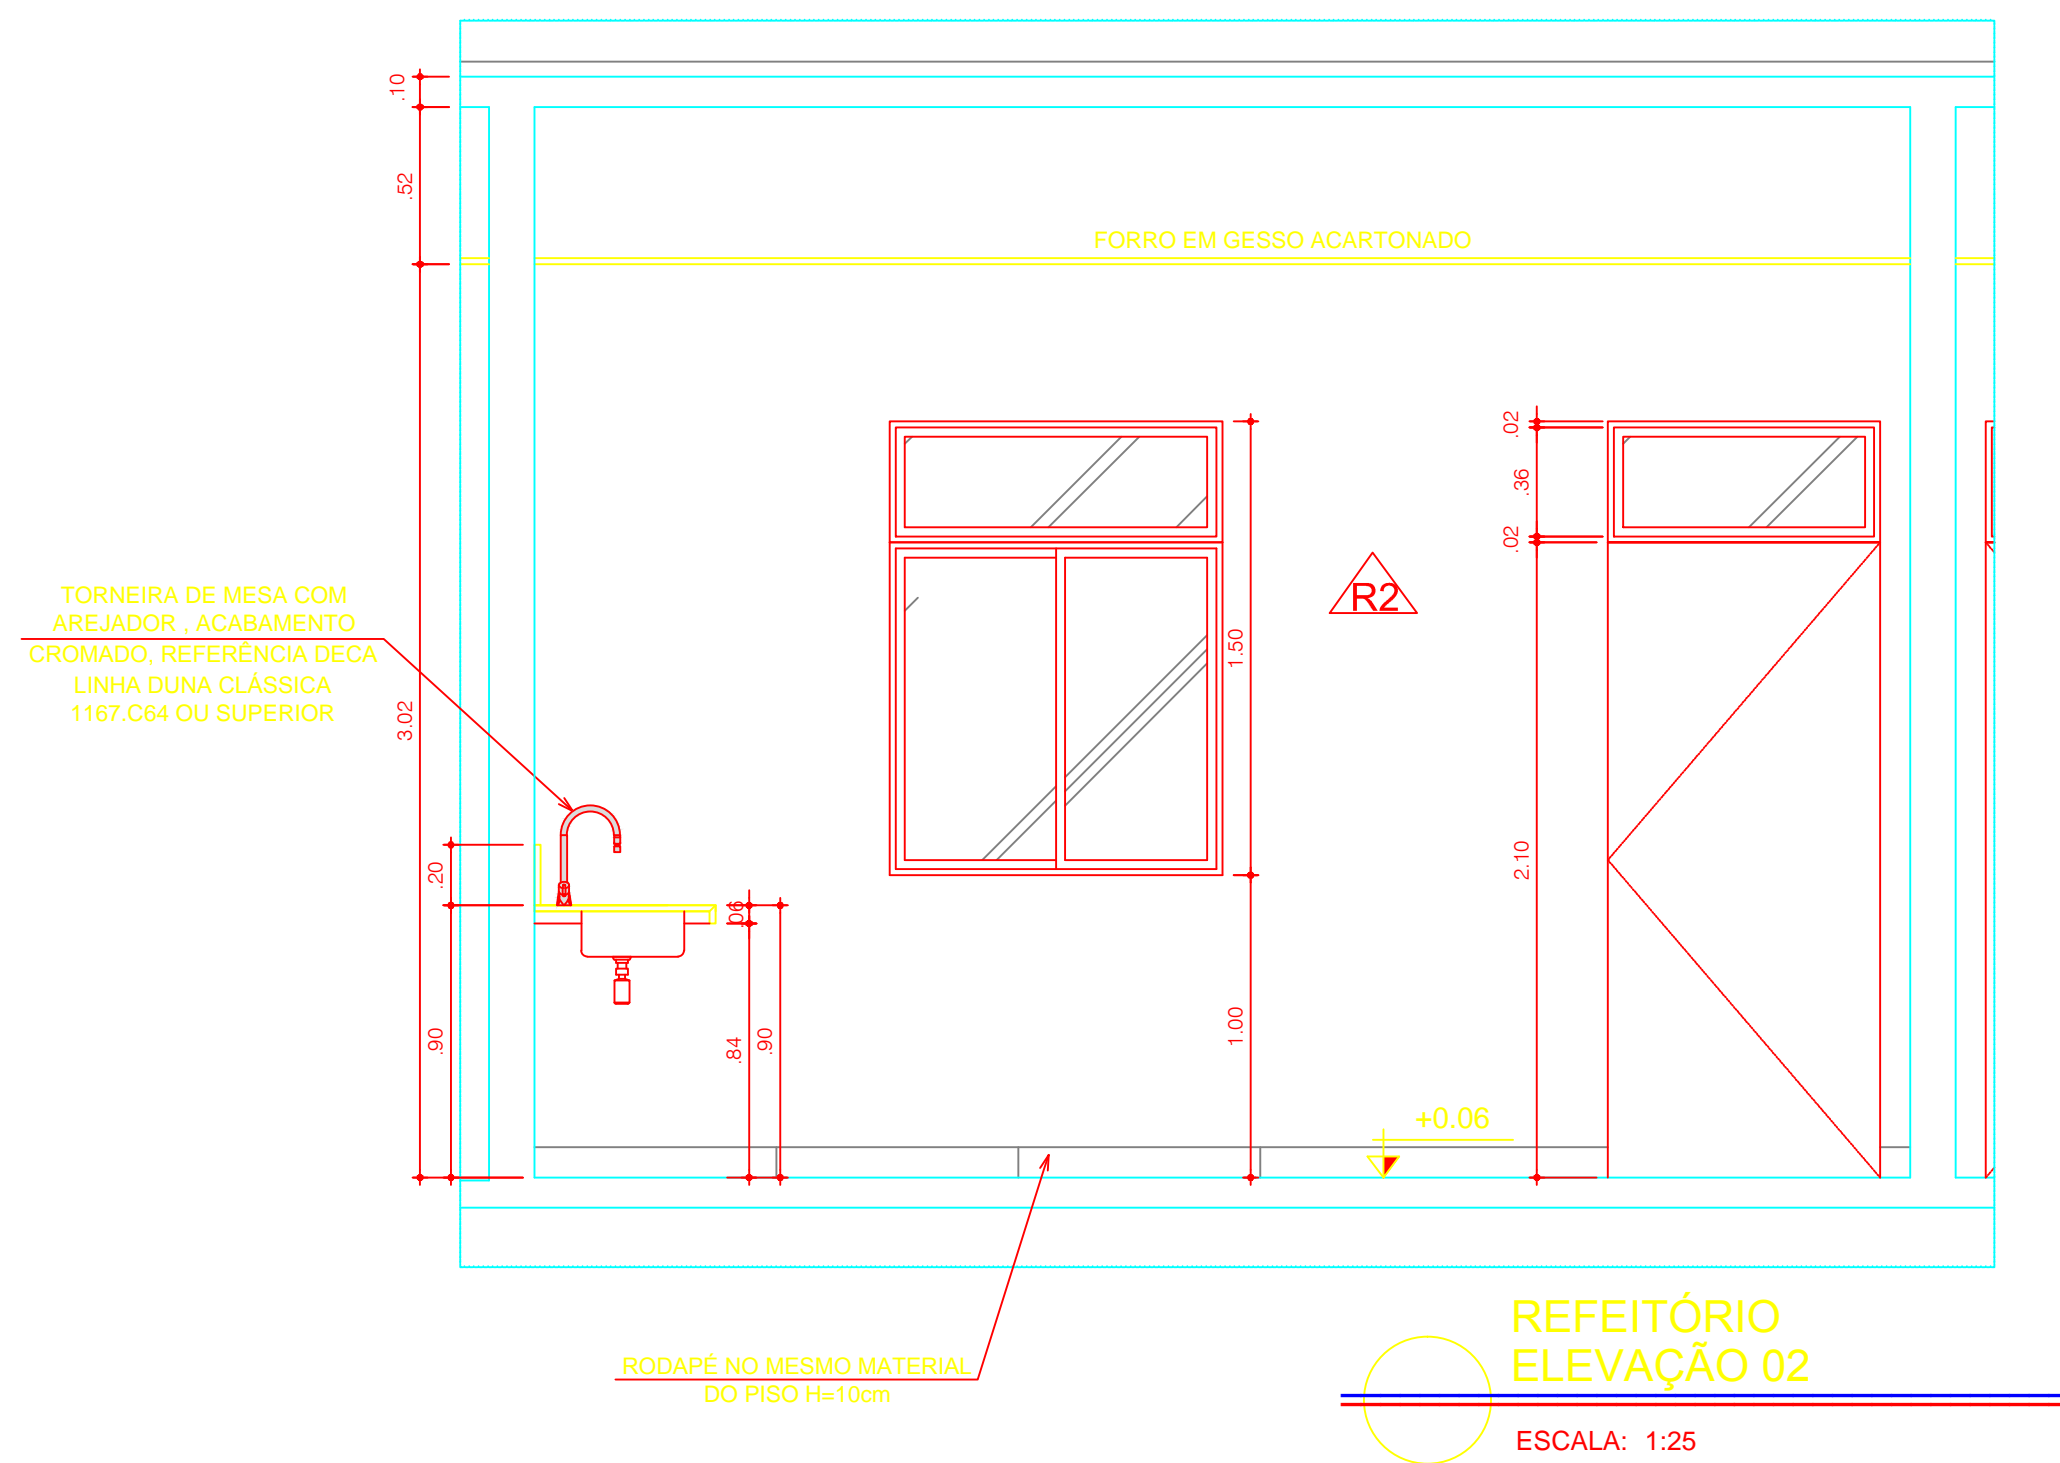 .10
.52
FORRO EM GESSO ACARTONADO
.02
.36
.02
R2
1.50
TORNEIRA DE MESA COM
AREJADOR , ACABAMENTO
CROMADO, REFERÊNCIA DECA
LINHA DUNA CLÁSSICA
1167.C64 OU SUPERIOR
3.02
.20
.06
2.10
.90
.84
.90
1.00
+0.06
RODAPÉ NO MESMO MATERIAL
DO PISO H=10cm
REFEITÓRIO
ELEVAÇÃO 02
ESCALA: 1:25